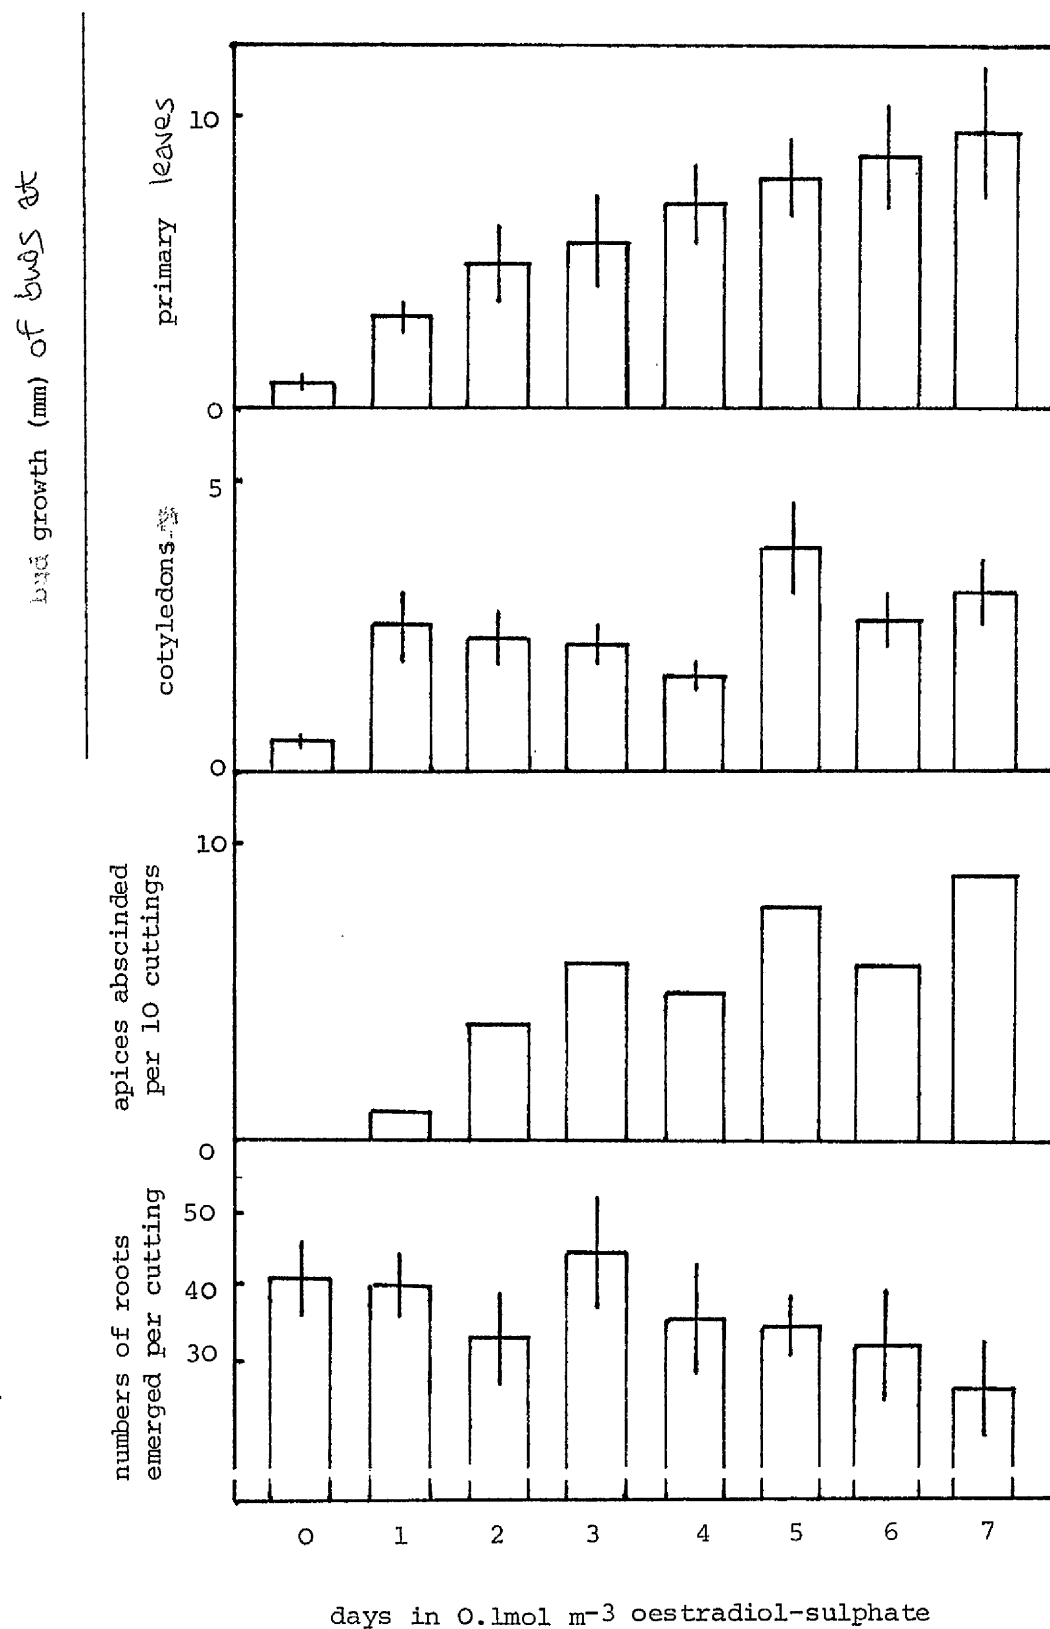 bud growth (mm) of buds at
primary leaves
10
0
cotyledons
5
0
apices abscinded
per 10 cuttings
10
0
numbers of roots
emerged per cutting
50
40
30
0 1 2 3 4 5 6 7
days in 0.1mol m-3 oestradiol-sulphate